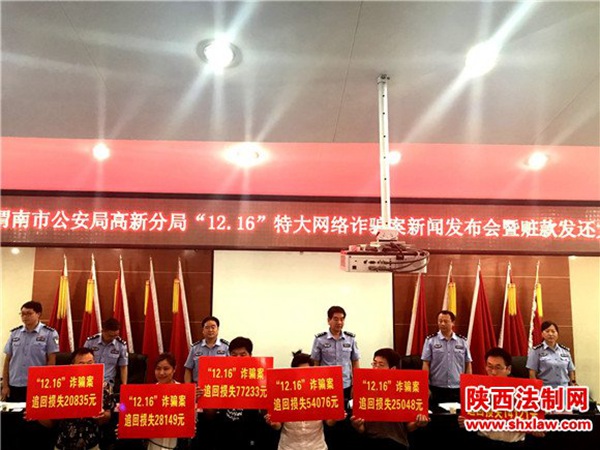 渭南市公安局高新分局“12.16”特大网络诈骗案新闻发布会暨赃款发还
“12.16”诈骗案
追回损失20835元
“12.16”诈骗案
追回损失28149元
“12.16”诈骗案
追回损失77233元
“12.16”诈骗案
追回损失54076元
“12.16”诈骗案
追回损失25048元
陕西法制网
www.shxlaw.com